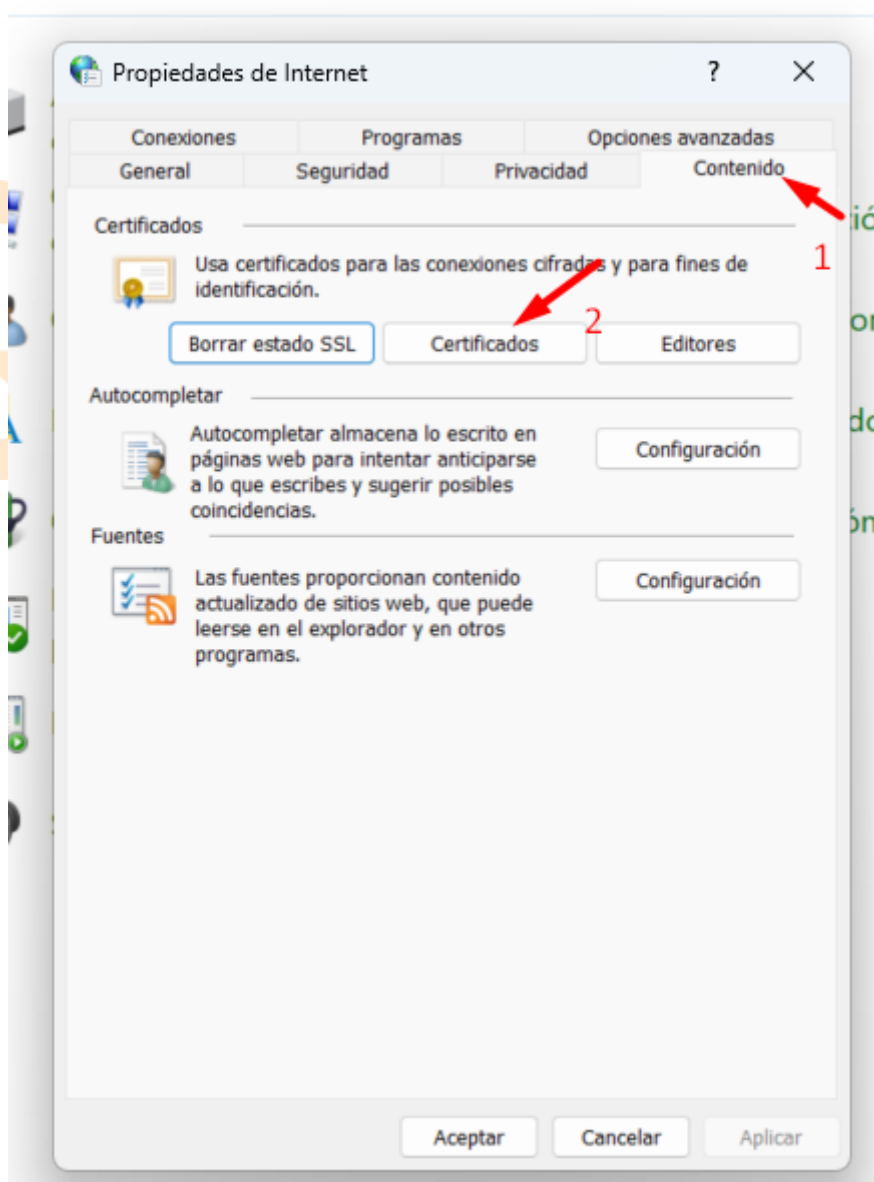 Propiedades de Internet ?
Conexiones Programas Opciones avanzadas
General Seguridad Privacidad Contenido
1
Certificados
Usa certificados para las conexiones cifradas y para fines de
identificación.
2
Borrar estado SSL Certificados Editores
Autocompletar
Autocompletar almacena lo escrito en
páginas web para intentar anticiparse
a lo que escribes y sugerir posibles
coincidencias.
Configuración
Fuentes
Las fuentes proporcionan contenido
actualizado de sitios web, que puede
leerse en el explorador y en otros
programas.
Configuración
Aceptar Cancelar Aplicar